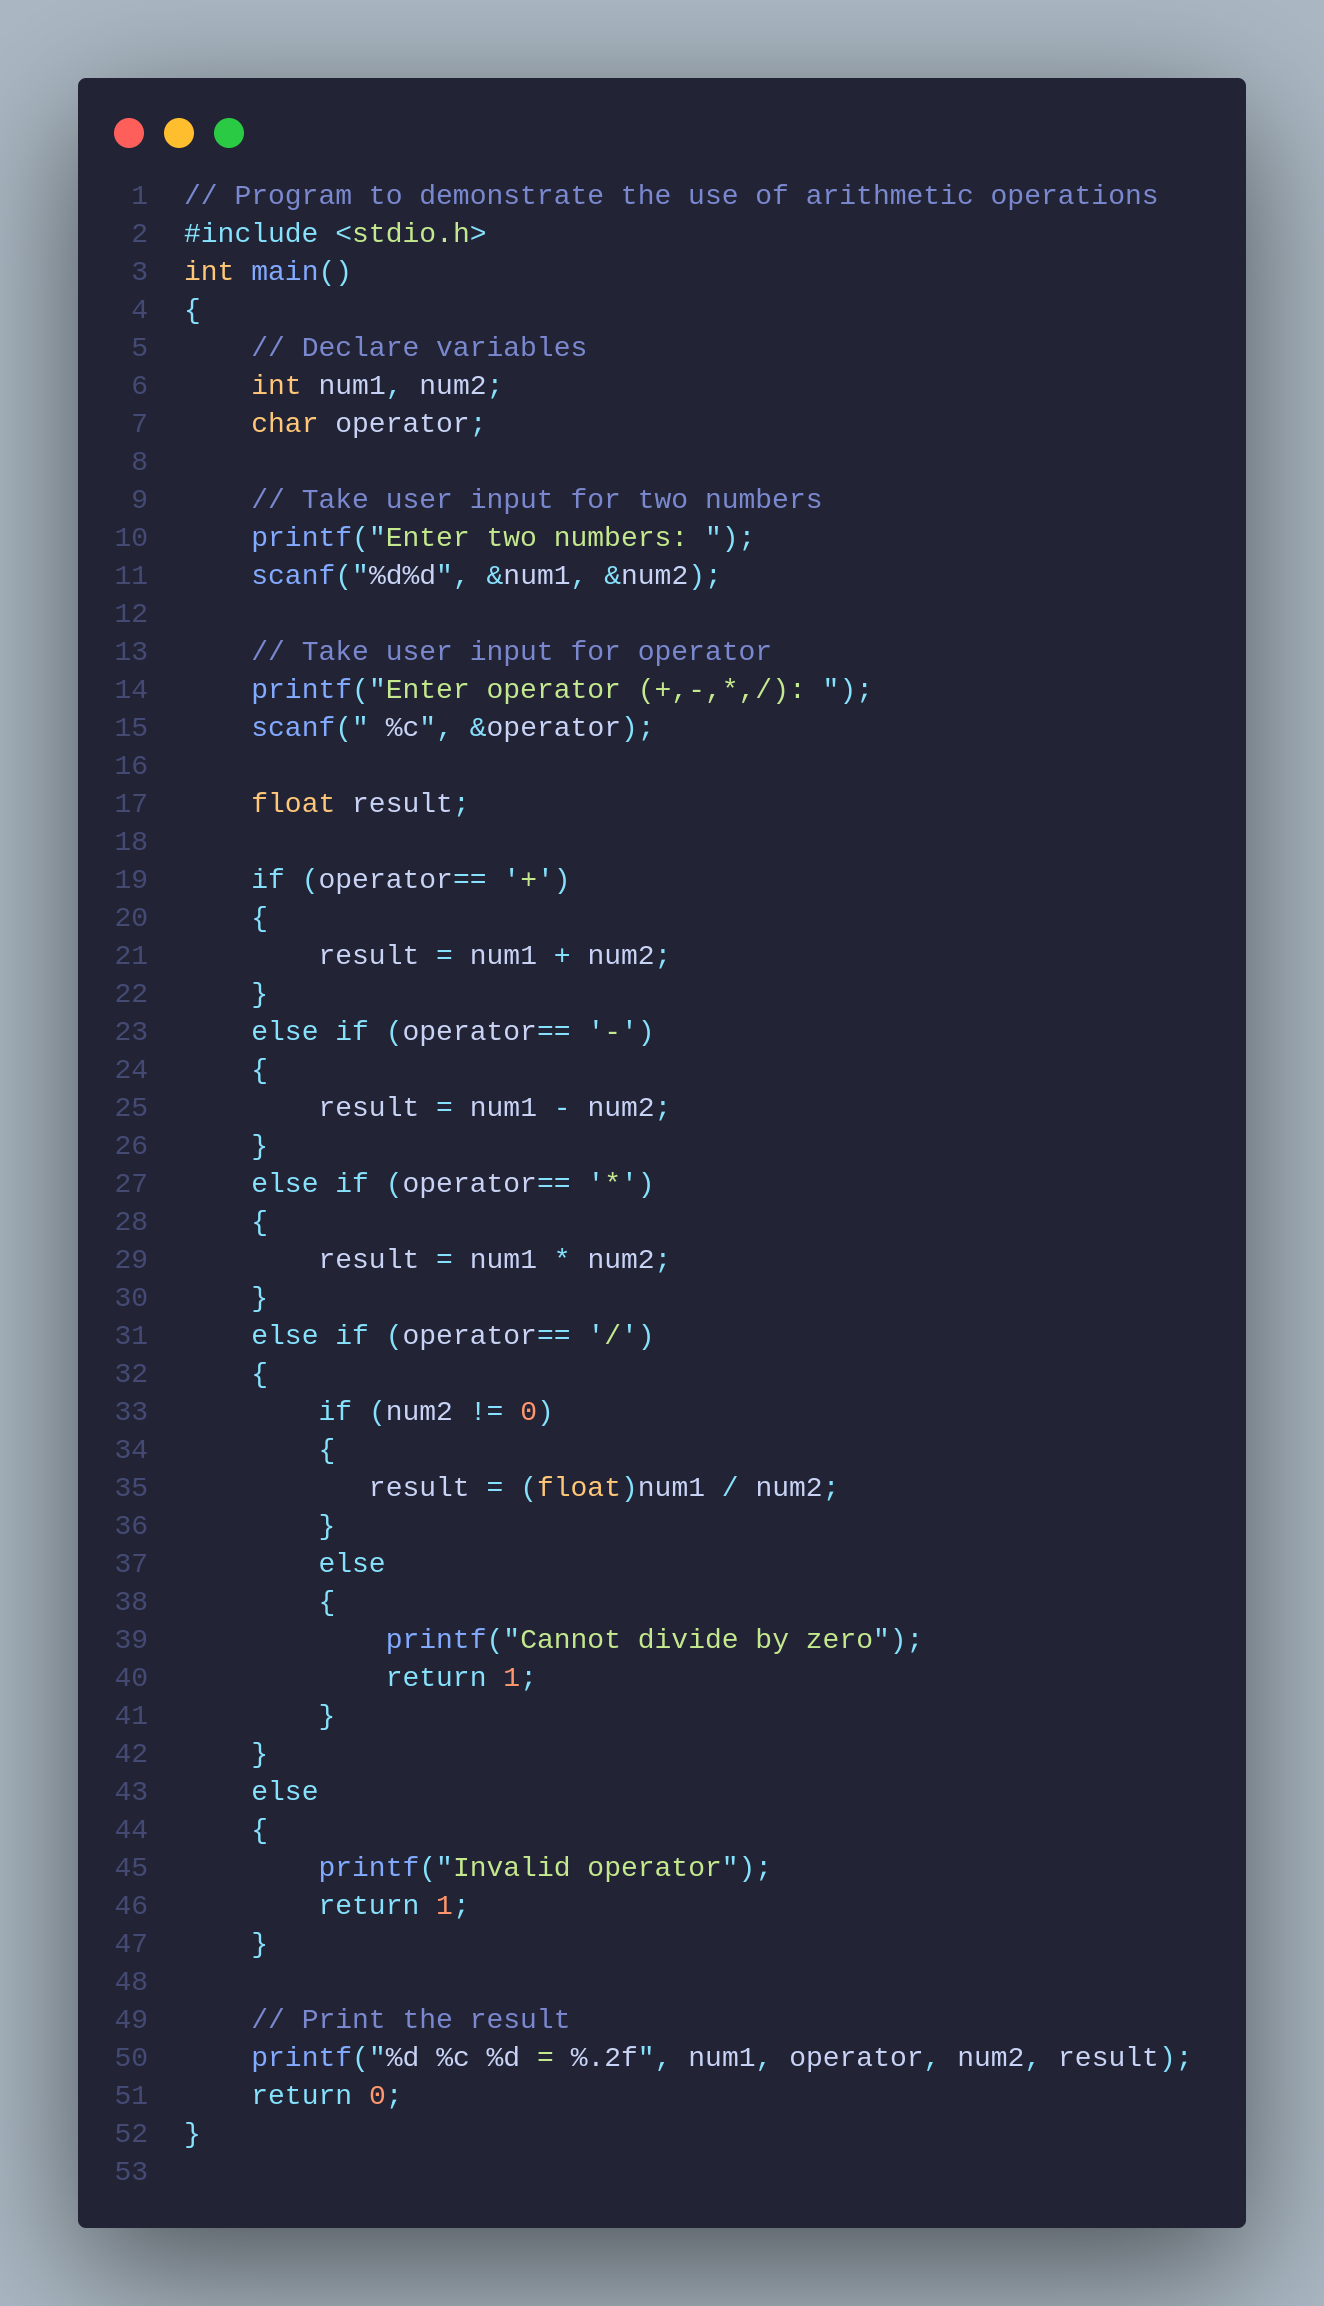 1 // Program to demonstrate the use of arithmetic operations
2 #include <stdio.h>
3 int main()
4 {
5     // Declare variables
6     int num1, num2;
7     char operator;
8
9     // Take user input for two numbers
10     printf("Enter two numbers: ");
11     scanf("%d%d", &num1, &num2);
12
13     // Take user input for operator
14     printf("Enter operator (+,-,*,/): ");
15     scanf(" %c", &operator);
16
17     float result;
18
19     if (operator== '+')
20     {
21         result = num1 + num2;
22     }
23     else if (operator== '-')
24     {
25         result = num1 - num2;
26     }
27     else if (operator== '*')
28     {
29         result = num1 * num2;
30     }
31     else if (operator== '/')
32     {
33         if (num2 != 0)
34         {
35            result = (float)num1 / num2;
36         }
37         else
38         {
39             printf("Cannot divide by zero");
40             return 1;
41         }
42     }
43     else
44     {
45         printf("Invalid operator");
46         return 1;
47     }
48
49     // Print the result
50     printf("%d %c %d = %.2f", num1, operator, num2, result);
51     return 0;
52 }
53